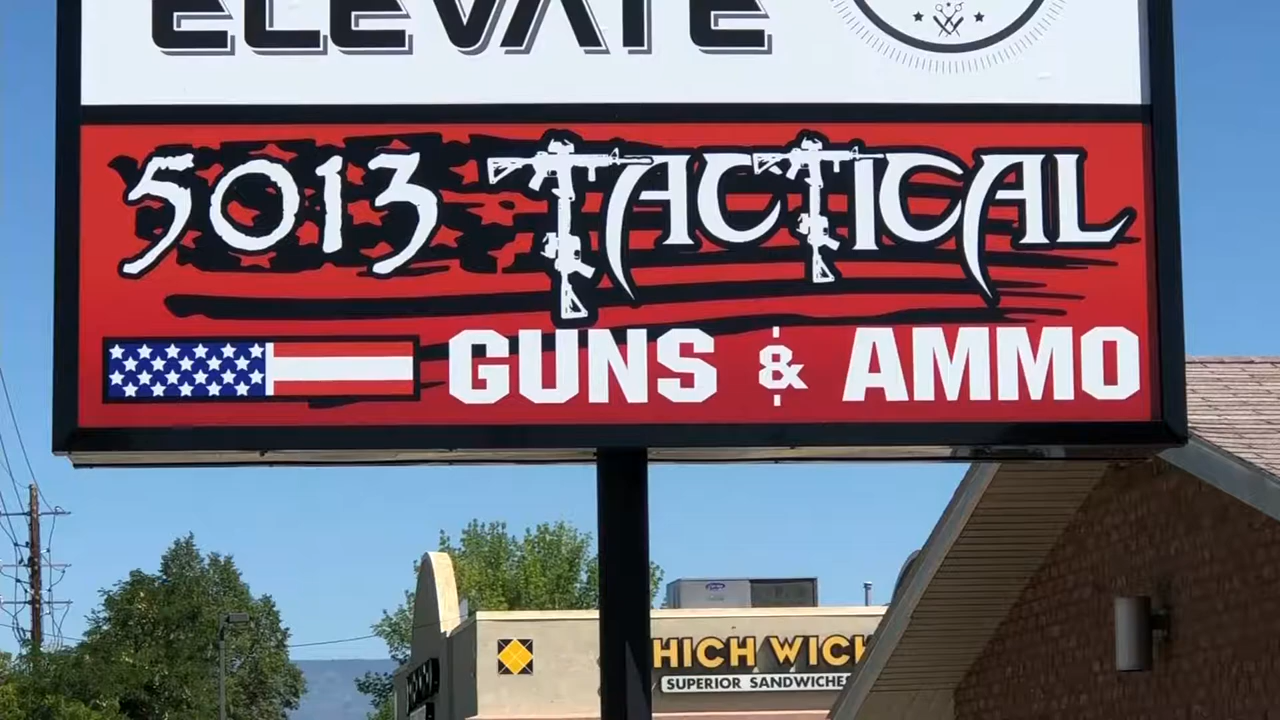 ELEVATE
5013 TACTICAL
GUNS & AMMO
HICH WICH
SUPERIOR SANDWICHES